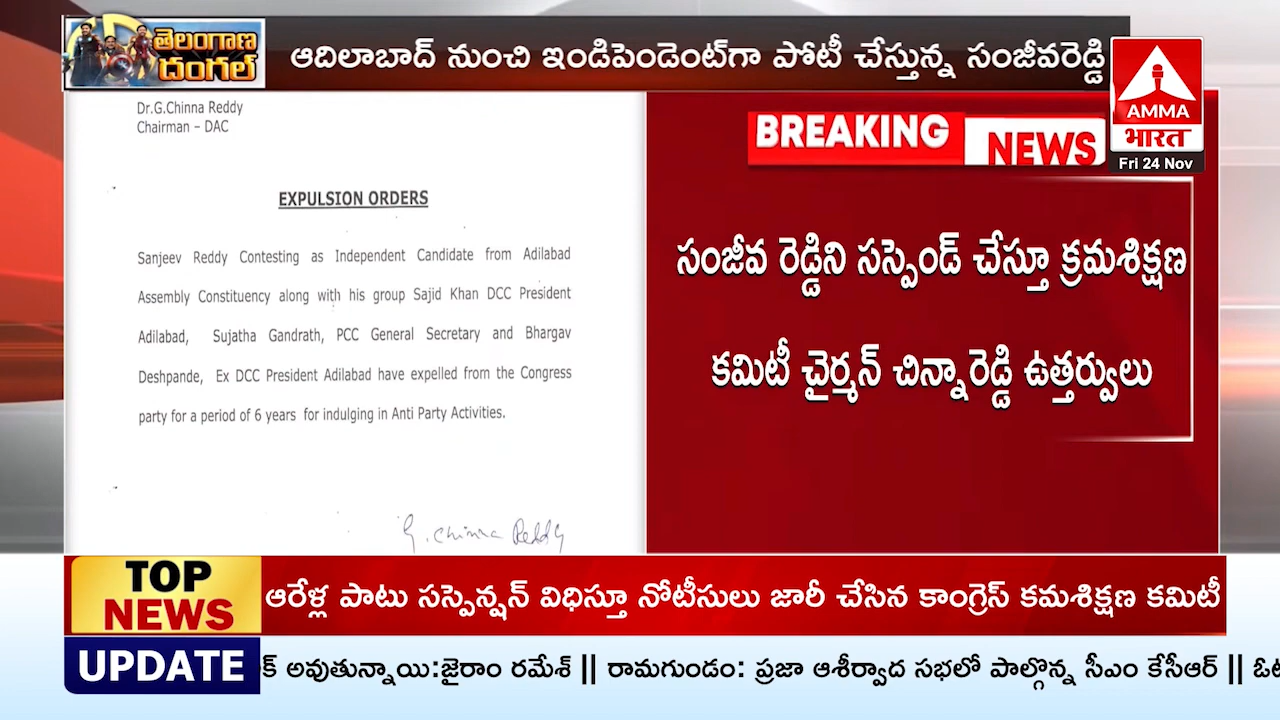 తెలంగాణ
దంగల్
ఆదిలాబాద్ నుంచి ఇండిపెండెంట్‌గా పోటీ చేస్తున్న సంజీవరెడ్డి
AMMA
भारत
Fri 24 Nov
Dr.G.Chinna Reddy
Chairman – DAC
EXPULSION ORDERS
Sanjeev Reddy Contesting as Independent Candidate from Adilabad
Assembly Constituency along with his group Sajid Khan DCC President
Adilabad, Sujatha Gandrath, PCC General Secretary and Bhargav
Deshpande, Ex DCC President Adilabad have expelled from the Congress
party for a period of 6 years for indulging in Anti Party Activities.
G. Chinna Reddy
BREAKING NEWS
సంజీవ రెడ్డిని సస్పెండ్ చేస్తూ క్రమశిక్షణ
కమిటీ చైర్మన్ చిన్నారెడ్డి ఉత్తర్వులు
TOP
NEWS
ఆరేళ్ల పాటు సస్పెన్షన్ విధిస్తూ నోటీసులు జారీ చేసిన కాంగ్రెస్ కమశిక్షణ కమిటీ
UPDATE
క్ అవుతున్నాయి:జైరాం రమేశ్ || రామగుండం: ప్రజా ఆశీర్వాద సభలో పాల్గొన్న సీఎం కేసీఆర్ ||